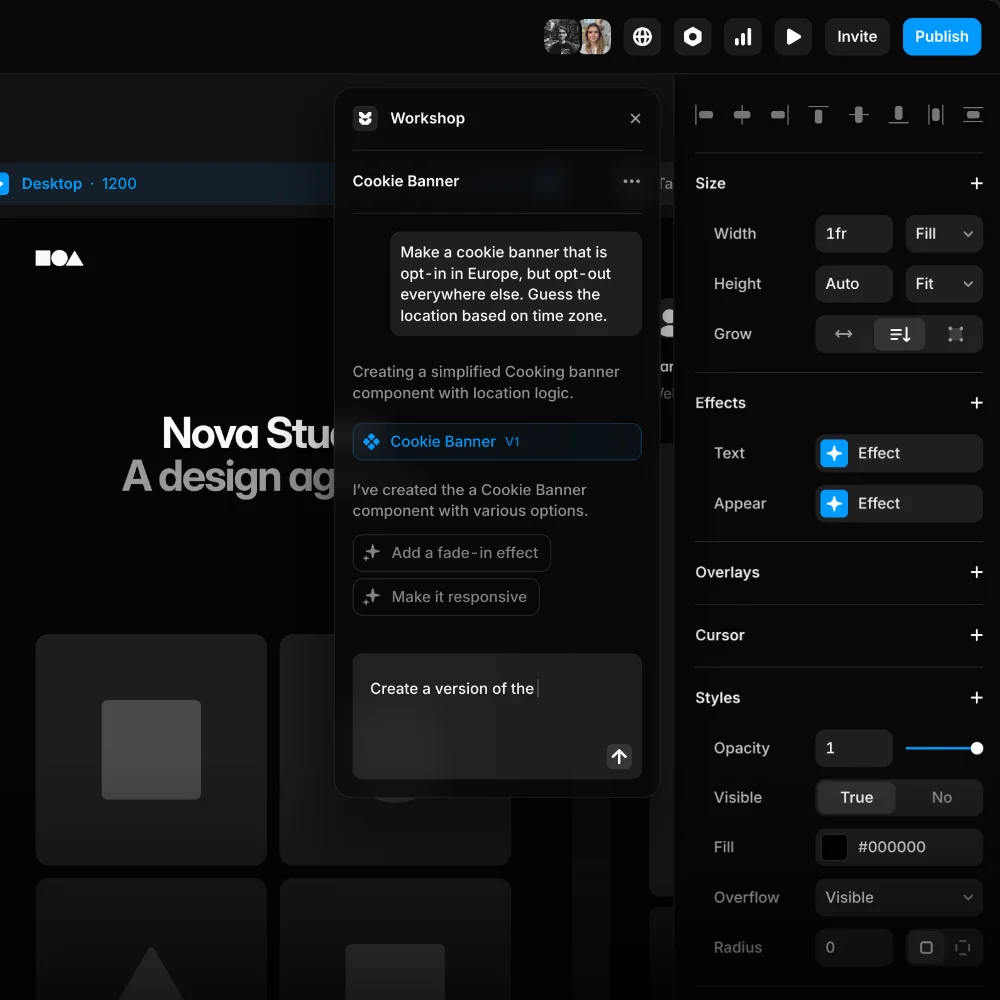 Invite
Publish
Workshop
Desktop · 1200
Cookie Banner
Make a cookie banner that is
opt-in in Europe, but opt-out
everywhere else. Guess the
location based on time zone.
Creating a simplified Cooking banner
component with location logic.
Cookie Banner V1
I’ve created the a Cookie Banner
component with various options.
Add a fade-in effect
Make it responsive
Create a version of the
Nova Stu
A design ag
Size
Width 1fr Fill
Height Auto Fit
Grow
Effects
Text Effect
Appear Effect
Overlays
Cursor
Styles
Opacity 1
Visible True No
Fill #000000
Overflow Visible
Radius 0